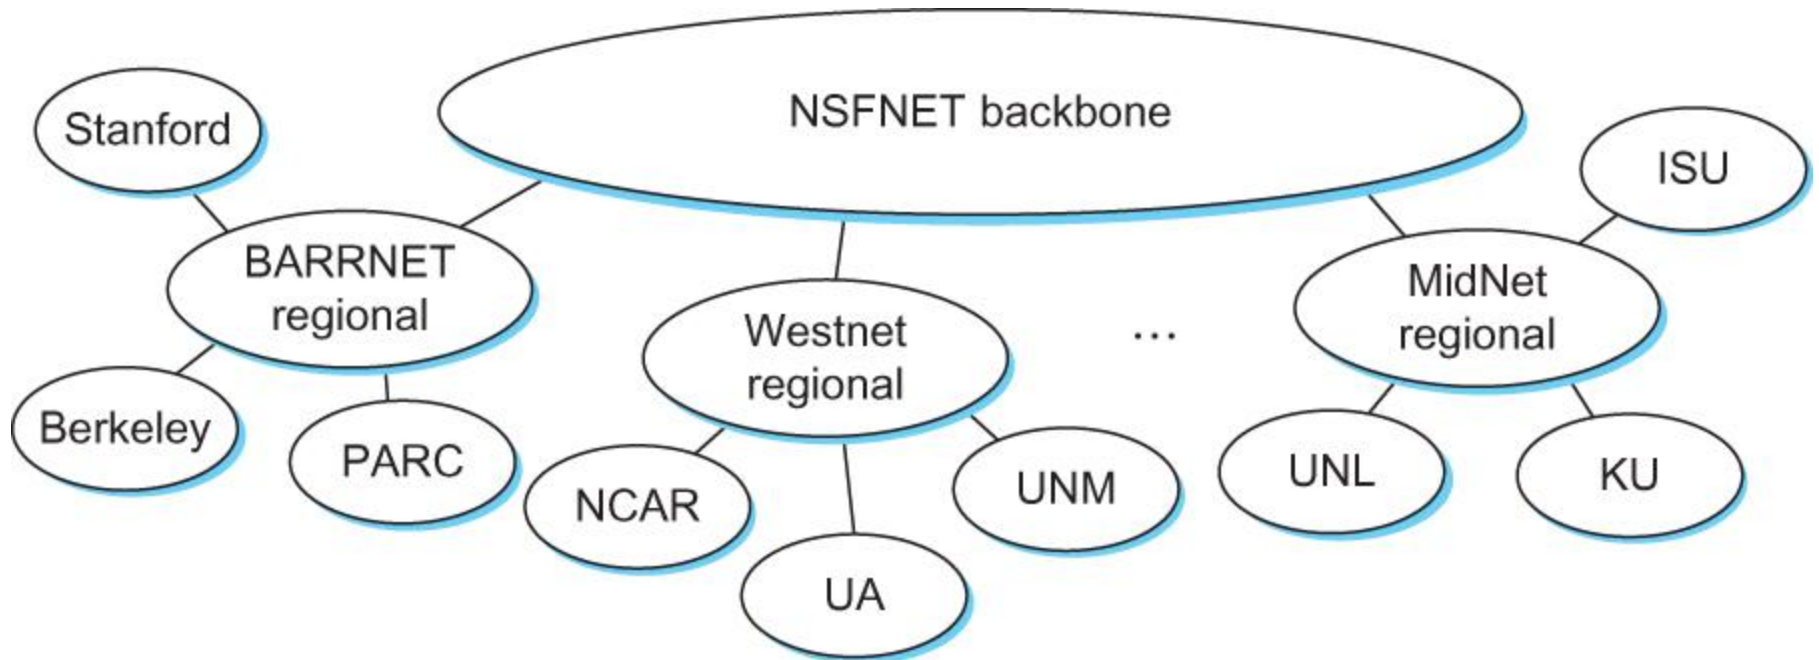 NSFNET backbone
Stanford
ISU
BARRNET
regional
MidNet
regional
Westnet
regional
...
Berkeley
PARC
NCAR
UA
UNM
UNL
KU